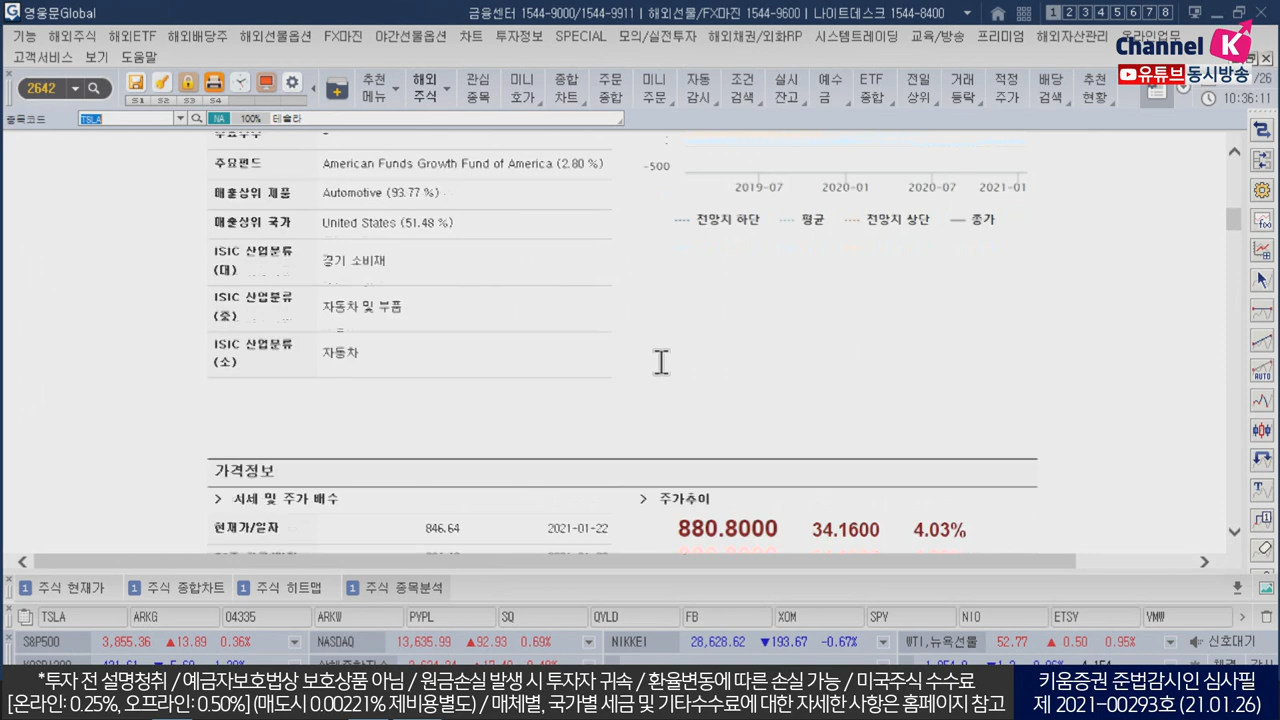 영웅문Global
금융센터 1544-9000/1544-9911 | 해외선물/FX마진 1544-9600 | 나이트데스크 1544-8400
1 2 3 4 5 6 7 8
기능 해외주식 해외ETF 해외배당주 해외선물옵션 FX마진 야간선물옵션 차트 투자정보 SPECIAL 모의/실전투자 해외채권/외화RP 시스템트레이딩 교육/방송 프리미엄 해외자산관리 온라인업무
고객서비스 보기 도움말
Channel K
유튜브동시방송
2642
S1 S2 S3 S4
추천메뉴 해외주식 관심종목 미니호가 종합차트 주문종합 미니주문 자동감시 조건검색 실시잔고 예수금 ETF종합 전일상위 거래등락 적정주가 배당검색 추천현황
10:36:11
종목코드 TSLA NA 100% 테슬라
주요펀드 American Funds Growth Fund of America (2.80 %)
매출상위 제품 Automotive (93.77 %)
매출상위 국가 United States (51.48 %)
ISIC 산업분류 (대) 경기 소비재
ISIC 산업분류 (중) 자동차 및 부품
ISIC 산업분류 (소) 자동차
-500
2019-07 2020-01 2020-07 2021-01
전망치 하단 평균 전망치 상단 종가
가격정보
> 시세 및 주가 배수
> 주가추이
현재가/일자 846.64 2021-01-22
880.8000 34.1600 4.03%
1 주식 현재가 1 주식 종합차트 1 주식 히트맵 1 주식 종목분석
TSLA ARKG 04335 ARKW PYPL SQ QYLD FB XOM SPY NIO ETSY VMW
S&P500 3,855.36 ▲13.89 0.36% NASDAQ 13,635.99 ▲92.93 0.69% NIKKEI 28,628.62 ▼193.67 -0.67% WTI,뉴욕선물 52.77 ▲ 0.50 0.95% 신호대기
*투자 전 설명청취 / 예금자보호법상 보호상품 아님 / 원금손실 발생 시 투자자 귀속 / 환율변동에 따른 손실 가능 / 미국주식 수수료
[온라인: 0.25%, 오프라인: 0.50%] (매도시 0.00221% 제비용별도) / 매체별, 국가별 세금 및 기타수수료에 대한 자세한 사항은 홈페이지 참고
키움증권 준법감시인 심사필
제 2021-00293호 (21.01.26)